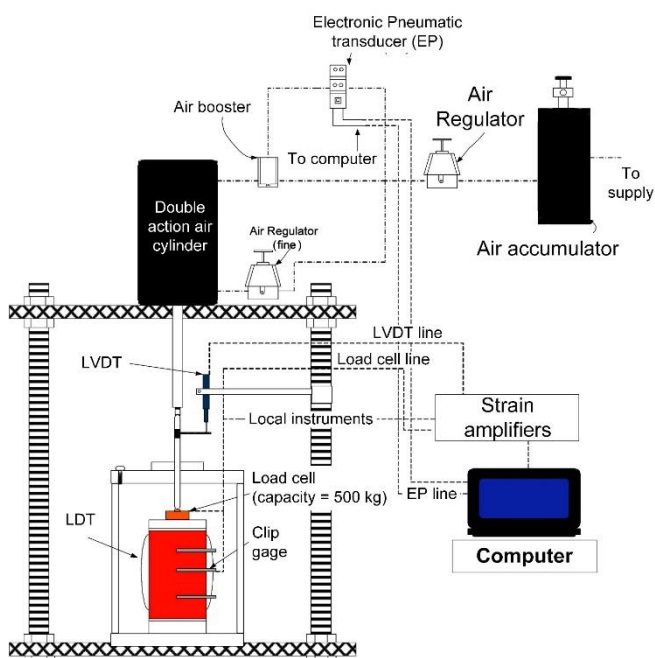 Electronic Pneumatic
transducer (EP)
Air booster
Air
Regulator
To computer
To
supply
Double
action air
cylinder
Air Regulator
(fine)
Air accumulator
LVDT line
LVDT
Load cell line
Local instruments
Strain
amplifiers
Load cell
(capacity = 500 kg)
EP line
LDT
Clip
gage
Computer